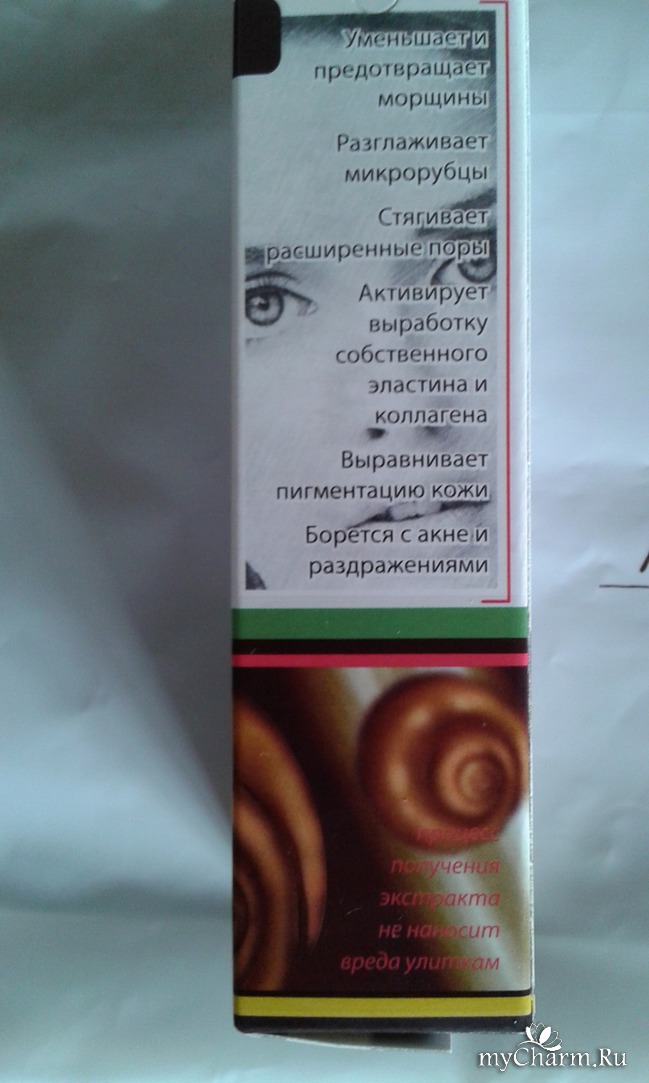 Уменьшает и
предотвращает
морщины
Разглаживает
микрорубцы
Стягивает
расширенные поры
Активирует
выработку
собственного
эластина и
коллагена
Выравнивает
пигментацию кожи
Борется с акне и
раздражениями
процесс
получения
экстракта
не наносит
вреда улиткам
myCharm.Ru